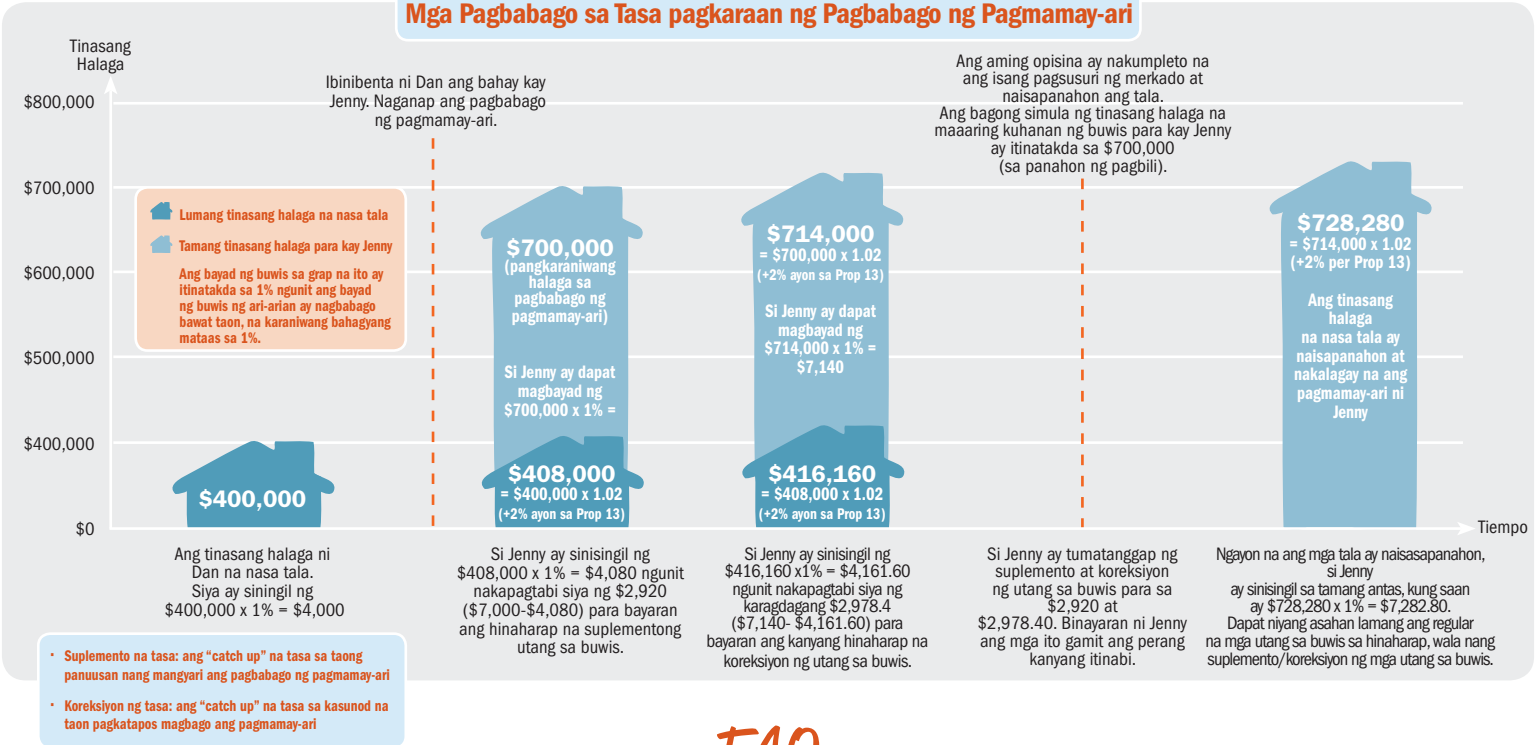 Mga Pagbabago sa Tasa pagkaraan ng Pagbabago ng Pagmamay-ari
Tinasang
Halaga
$800,000
$700,000
$600,000
$500,000
$400,000
$0
Tiempo
Lumang tinasang halaga na nasa tala
Tamang tinasang halaga para kay Jenny
Ang bayad ng buwis sa grap na ito ay
itinatakda sa 1% ngunit ang bayad
ng buwis ng ari-arian ay nagbabago
bawat taon, na karaniwang bahagyang
mataas sa 1%.
Ibinibenta ni Dan ang bahay kay
Jenny. Naganap ang pagbabago
ng pagmamay-ari.
Ang aming opisina ay nakumpleto na
ang isang pagsusuri ng merkado at
naisapanahon ang tala.
Ang bagong simula ng tinasang halaga na
maaaring kuhanan ng buwis para kay Jenny
ay itinatakda sa $700,000
(sa panahon ng pagbili).
$400,000
$700,000
(pangkaraniwang
halaga sa
pagbabago ng
pagmamay-ari)
Si Jenny ay dapat
magbayad ng
$700,000 x 1% =
$408,000
= $400,000 x 1.02
(+2% ayon sa Prop 13)
$714,000
= $700,000 x 1.02
(+2% ayon sa Prop 13)
Si Jenny ay dapat
magbayad ng
$714,000 x 1% =
$7,140
$416,160
= $408,000 x 1.02
(+2% ayon sa Prop 13)
$728,280
= $714,000 x 1.02
(+2% per Prop 13)
Ang tinasang
halaga
na nasa tala ay
naisapanahon at
nakalagay na ang
pagmamay-ari ni
Jenny
Ang tinasang halaga ni
Dan na nasa tala.
Siya ay siningil ng
$400,000 x 1% = $4,000
Si Jenny ay sinisingil ng
$408,000 x 1% = $4,080 ngunit
nakapagtabi siya ng $2,920
($7,000-$4,080) para bayaran
ang hinaharap na suplementong
utang sa buwis.
Si Jenny ay sinisingil ng
$416,160 x1% = $4,161.60
ngunit nakapagtabi siya ng
karagdagang $2,978.4
($7,140- $4,161.60) para
bayaran ang kanyang hinaharap na
koreksiyon ng utang sa buwis.
Si Jenny ay tumatanggap ng
suplemento at koreksiyon
ng utang sa buwis para sa
$2,920 at
$2,978.40. Binayaran ni Jenny
ang mga ito gamit ang perang
kanyang itinabi.
Ngayon na ang mga tala ay naisasapanahon,
si Jenny
ay sinisingil sa tamang antas, kung saan
ay $728,280 x 1% = $7,282.80.
Dapat niyang asahan lamang ang regular
na mga utang sa buwis sa hinaharap, wala nang
suplemento/koreksiyon ng mga utang sa buwis.
· Suplemento na tasa: ang “catch up” na tasa sa taong
panuusan nang mangyari ang pagbabago ng pagmamay-ari
· Koreksiyon ng tasa: ang “catch up” na tasa sa kasunod na
taon pagkatapos magbago ang pagmamay-ari